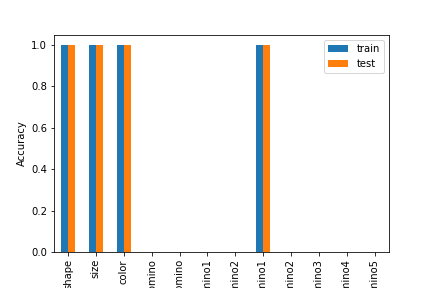 1.0
0.8
0.6
0.4
0.2
0.0
Accuracy
train
test
shape
size
color
omino
omino
nino1
nino2
nino1
nino2
nino3
nino4
nino5